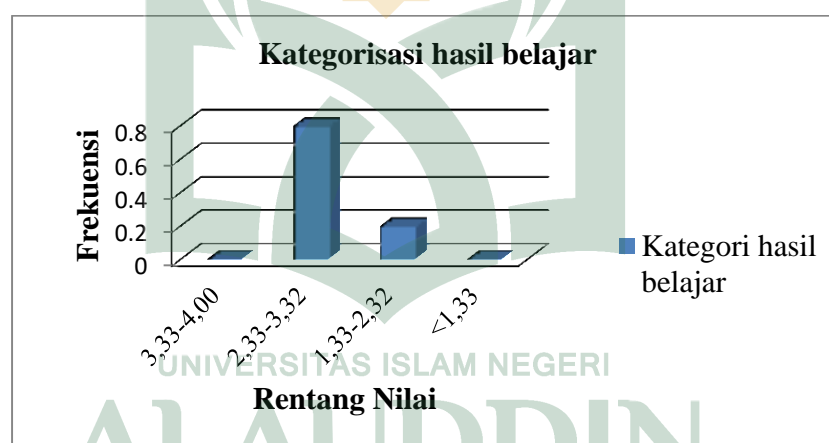 Kategorisasi hasil belajar
Frekuensi
0.8
0.6
0.4
0.2
0
3,33-4,00
2,33-3,32
1,33-2,32
<1,33
Kategori hasil
belajar
UNIVERSITAS ISLAM NEGERI
Rentang Nilai
ALAUDDIN